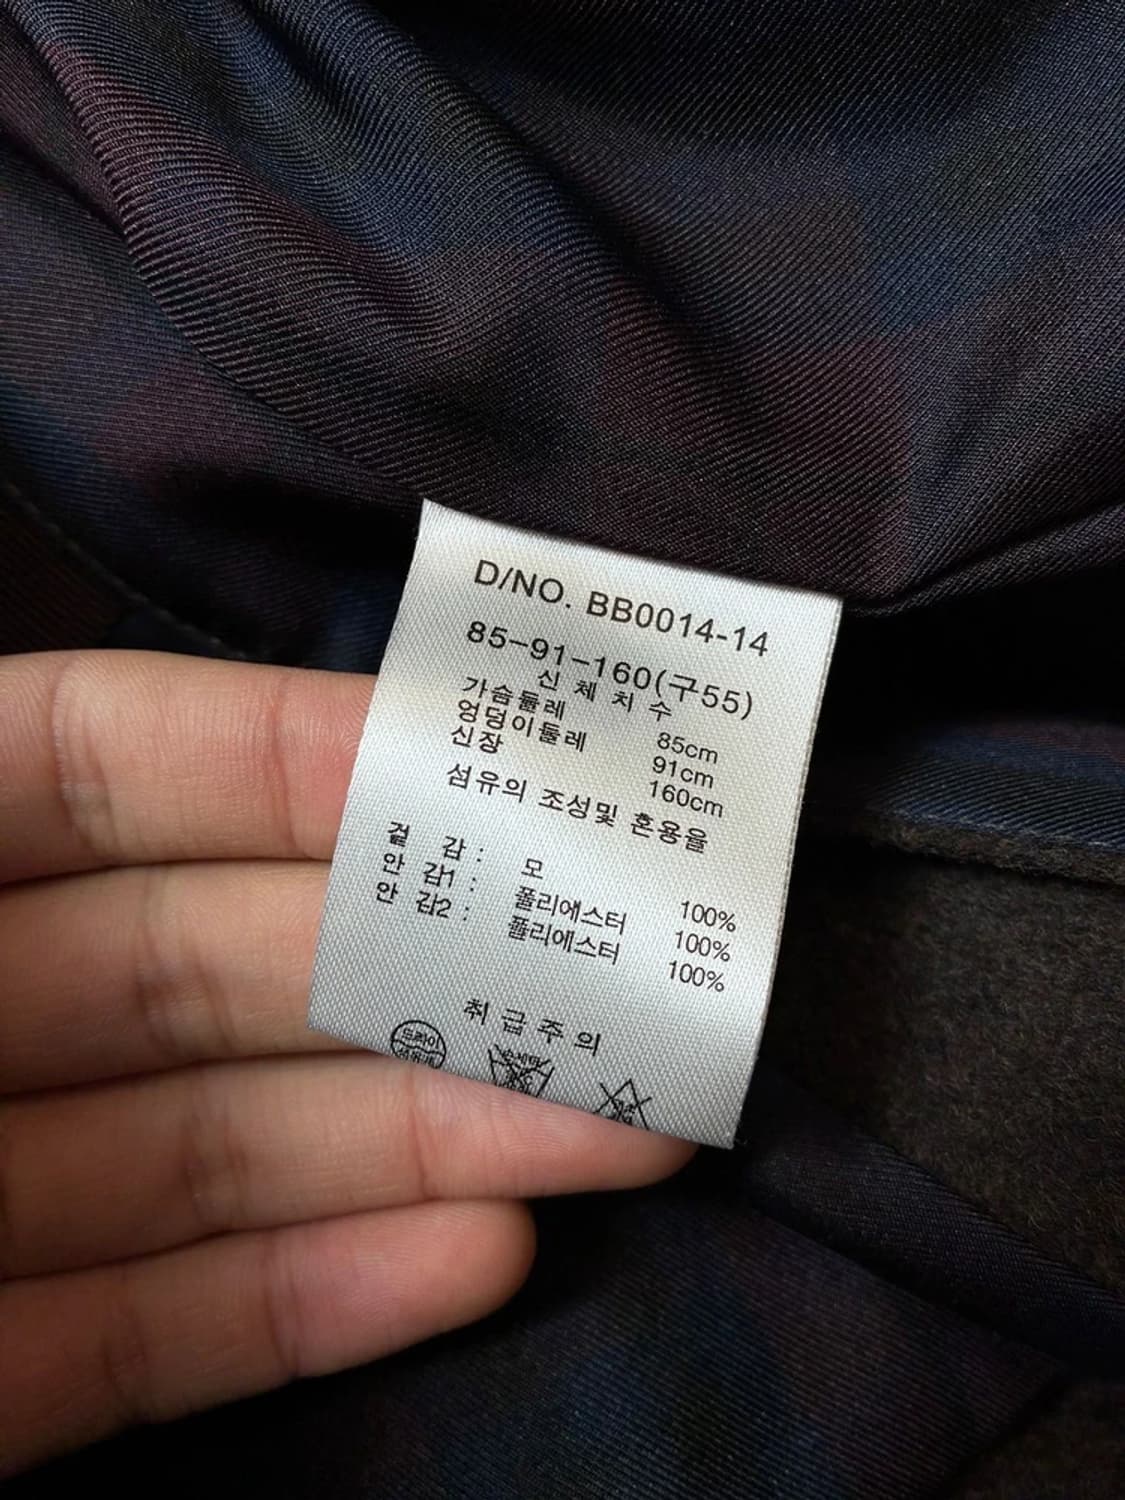 D/NO. BB0014-14
85-91-160(구55)
신 체 치 수
가슴둘레 85cm
엉덩이둘레 91cm
신장 160cm
섬유의 조성및 혼용율
겉 감 : 모 100%
안 감1 : 폴리에스터 100%
안 감2 : 폴리에스터 100%
취 급 주 의
드라이